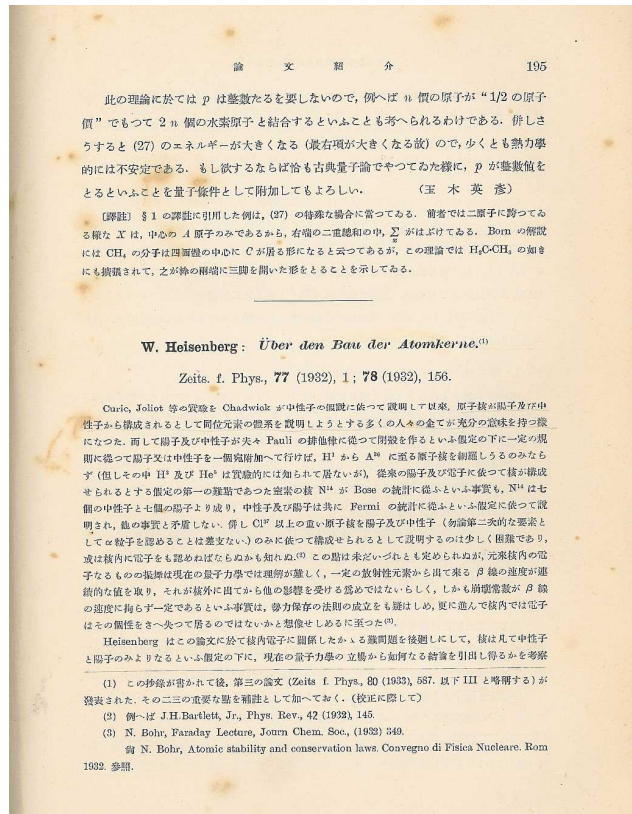 論文紹介 195
此の理論に於ては p は整數たるを要しないので，例へば n 價の原子が “1/2 の原子
價” でもつて 2 n 個の水素原子と結合するといふことも考へられるわけである．併しさ
うすると (27) のエネルギーが大きくなる (最右項が大きくなる故) ので，少くとも熱力學
的には不安定である．もし欲するならば恰も古典量子論でやつてゐた樣に，p が整數値を
とるといふことを量子條件として附加してもよろしい．（玉木英彥）
〔譯註〕 § 1 の譯註に引用した例は，(27) の特殊な場合に當つてゐる．前者では二原子に跨つてゐ
る樣な X は，中心の A 原子のみであるから，右端の二重總和の中，Σ がはぶけてゐる．Born の解説
には CH₄ の分子は四面體の中心に C が居る形になると云つてあるが，この理論では H₃C·CH₃ の如き
にも擴張されて，之が棒の兩端に三脚を開いた形をとることを示してゐる．
W. Heisenberg: Über den Bau der Atomkerne.(1)
Zeits. f. Phys., 77 (1932), 1; 78 (1932), 156.
Curie, Joliot 等の實驗を Chadwick が中性子の假説に依つて説明して以來，原子核が陽子及び中
性子から構成されるとして同位元素の體系を説明しようとする多くの人々の企てが充分の意味を持つ樣
になつた．而して陽子及び中性子が夫々 Pauli の排他律に從つて閉殼を作るといふ假定の下に一定の規
則に從つて陽子又は中性子を一個宛附加へて行けば，H¹ から A³⁶ に至る原子核を網羅しうるのみなら
ず (但しその中 H³ 及び He⁵ は實驗的には知られて居ないが)，從來の陽子及び電子に依つて核が構成
せられるとする假定の第一の難點であつた窒素の核 N¹⁴ が Bose の統計に從ふといふ事實も，N¹⁴ は七
個の中性子と七個の陽子より成り，中性子及び陽子は共に Fermi の統計に從ふといふ假定に依つて説
明され，他の事實と矛盾しない．併し Cl³⁷ 以上の重い原子核を陽子及び中性子 (勿論第二次的な要素と
して α 粒子を認めることは差支ない．) のみに依つて構成せられるとして説明するのは少しく困難であり，
或は核内に電子をも認めねばならぬかも知れぬ．(2) この點は未だいづれとも定められぬが，元來核内の電
子なるものの振舞は現在の量子力學では理解が難しく，一定の放射性元素から出て來る β 線の速度が連
續的な値を取り，それが核外に出てから他の影響を受ける爲めではないらしく，しかも崩壞常數が β 線
の速度に拘らず一定であるといふ事實は，勢力保存の法則の成立をも疑はしめ，更に進んで核内では電子
はその個性をさへ失つて居るのではないかと想像せしめるに至つた(3)．
Heisenberg はこの論文に於て核内電子に關係したかゝる難問題を後廻しにして，核は凡て中性子
と陽子のみよりなるといふ假定の下に，現在の量子力學の立場から如何なる結論を引出し得るかを考察
(1) この抄錄が書かれて後，第三の論文 (Zeits f. Phys., 80 (1933), 587. 以下 III と略稱する) が
發表された．その二三の重要な點を補註として加へておく．(校正に際して)
(2) 例へば J.H.Bartlett, Jr., Phys. Rev., 42 (1932), 145.
(3) N. Bohr, Faraday Lecture, Journ Chem. Soc., (1932) 349.
尙 N. Bohr, Atomic stability and conservation laws. Convegno di Fisica Nucleare. Rom
1932. 參照．